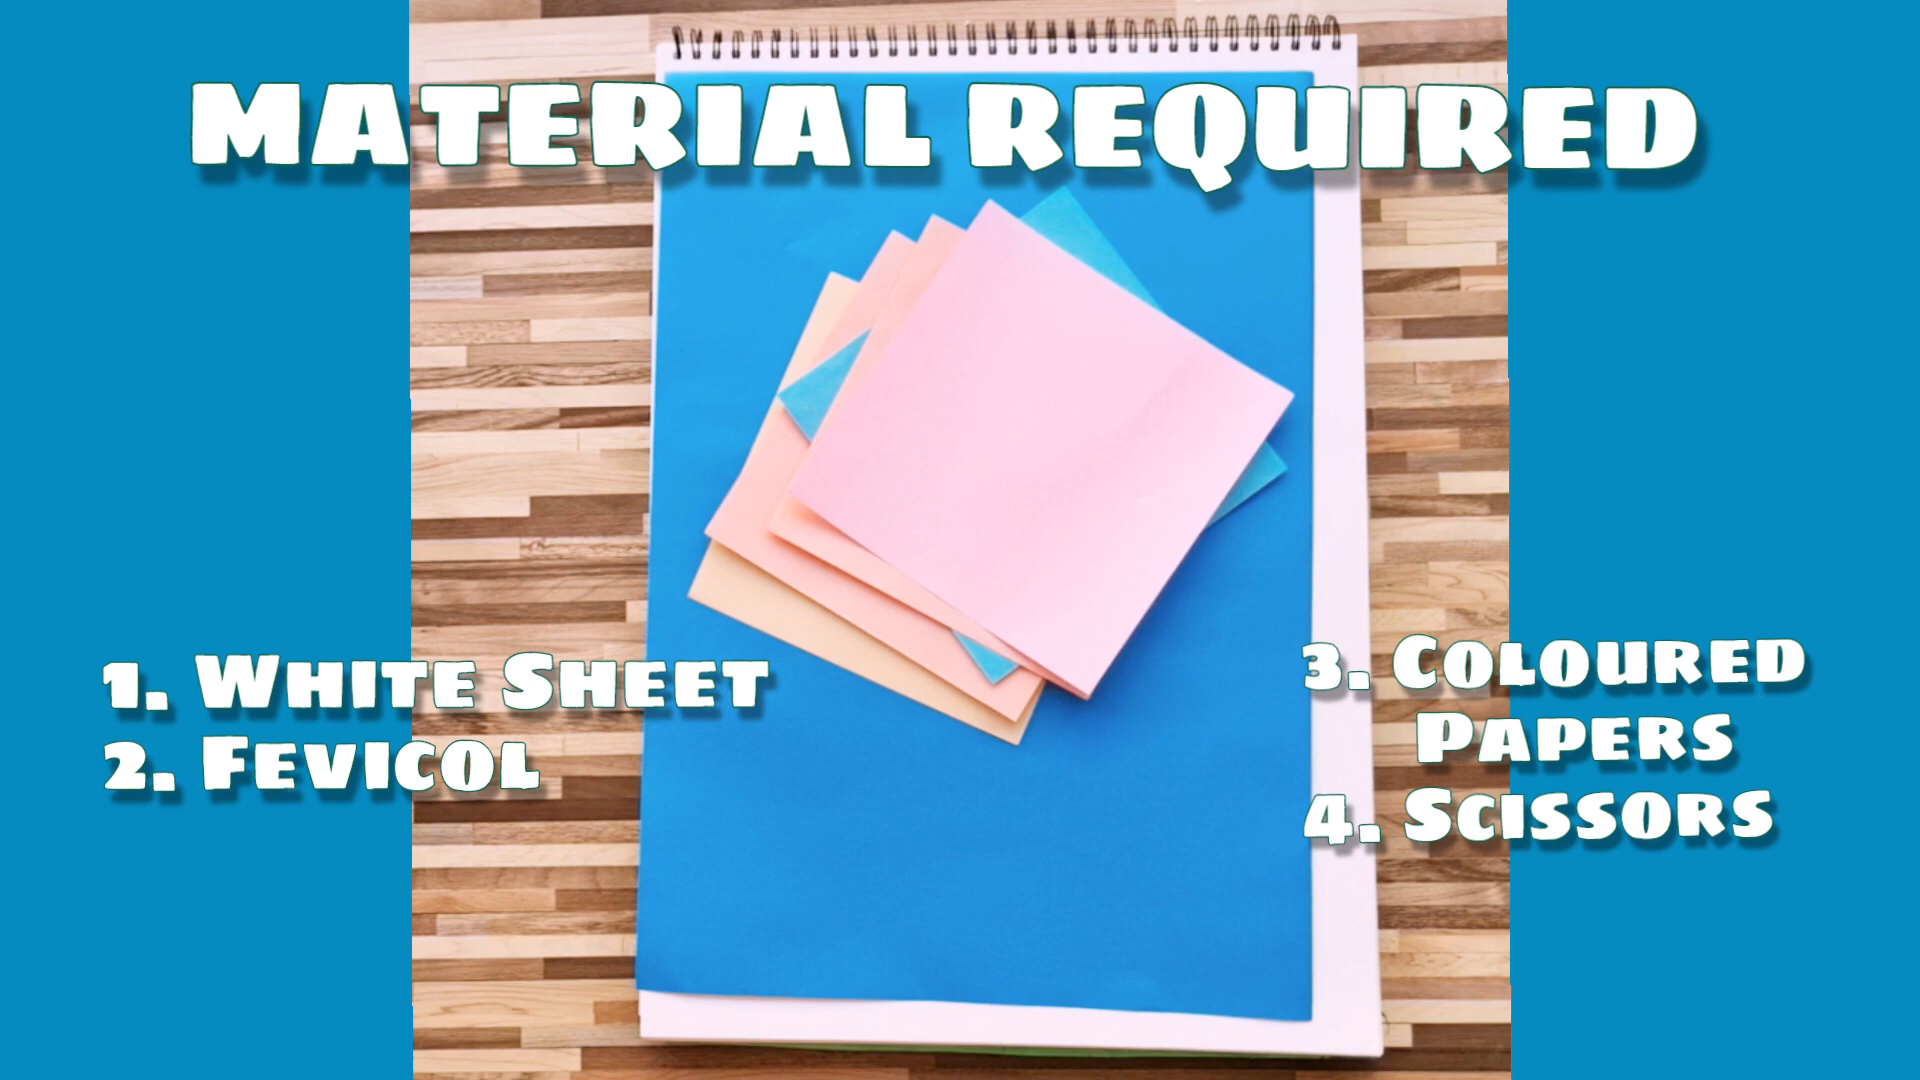 MATERIAL REQUIRED
1. WHITE SHEET
2. FEVICOL
3. COLOURED
PAPERS
4. SCISSORS